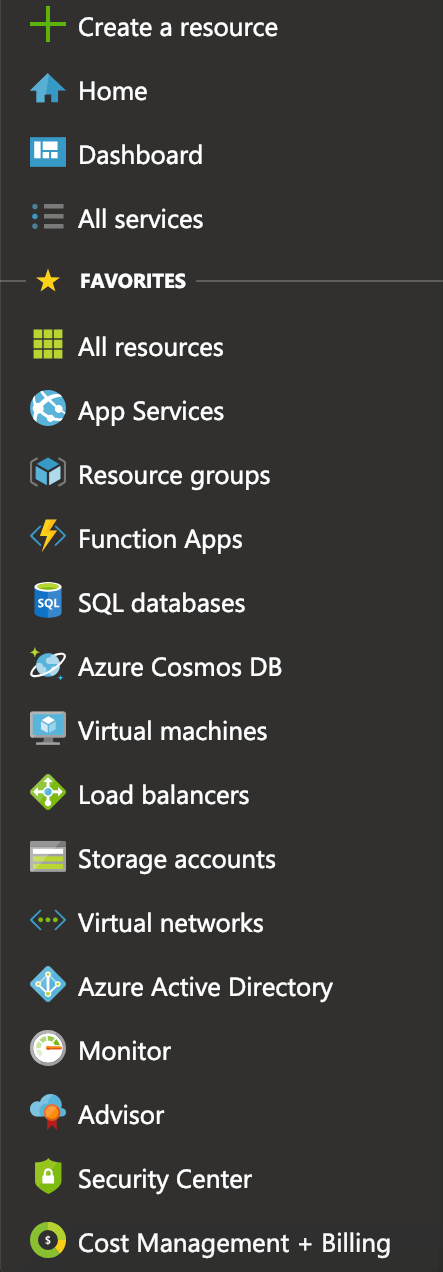 Create a resource
Home
Dashboard
All services
FAVORITES
All resources
App Services
Resource groups
Function Apps
SQL SQL databases
Azure Cosmos DB
Virtual machines
Load balancers
Storage accounts
Virtual networks
Azure Active Directory
Monitor
Advisor
Security Center
$ Cost Management + Billing